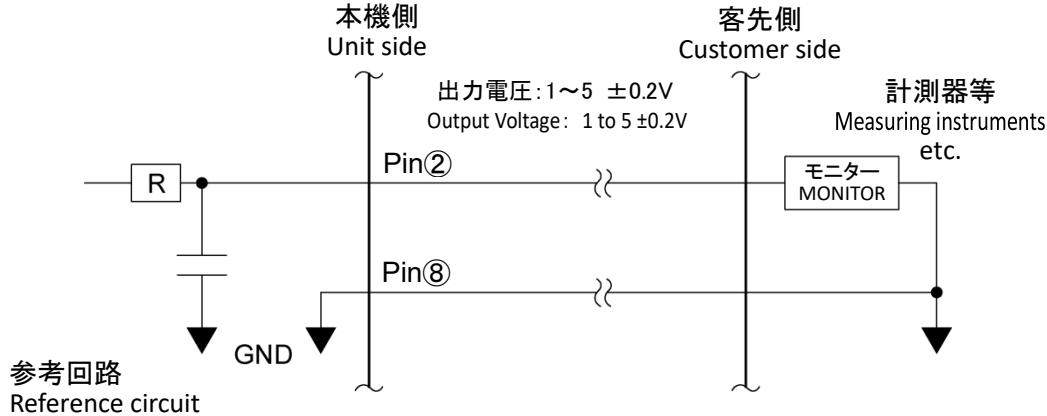 本機側
Unit side
客先側
Customer side
出力電圧：1～5 ±0.2V
Output Voltage： 1 to 5 ±0.2V
計測器等
Measuring instruments
etc.
Pin②
R
モニター
MONITOR
Pin⑧
GND
参考回路
Reference circuit